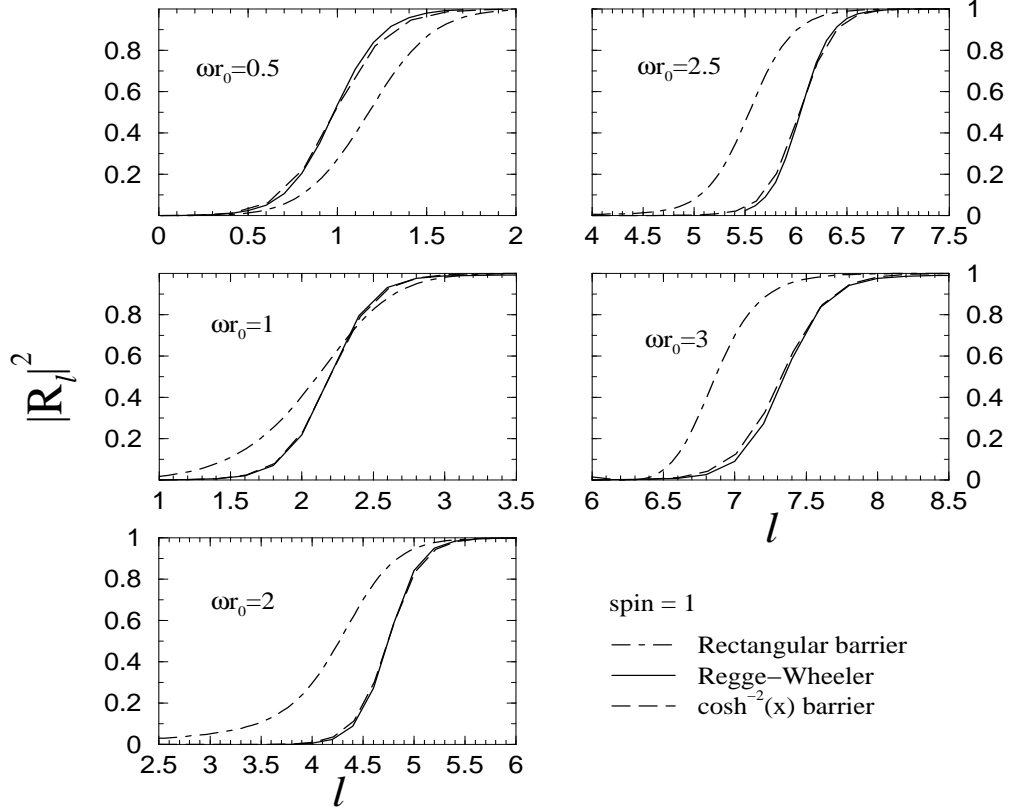 0.8
0.6
0.4
0.2
ωr₀=0.5
0 0.5 1 1.5 2
1
0.8
0.6
0.4
0.2
0
ωr₀=2.5
4 4.5 5 5.5 6 6.5 7 7.5
0.8
0.6
0.4
0.2
ωr₀=1
1 1.5 2 2.5 3 3.5
1
0.8
0.6
0.4
0.2
0
ωr₀=3
6 6.5 7 7.5 8 8.5
l
|R_l|²
1
0.8
0.6
0.4
0.2
0
ωr₀=2
2.5 3 3.5 4 4.5 5 5.5 6
l
spin = 1
Rectangular barrier
Regge−Wheeler
cosh⁻²(x) barrier